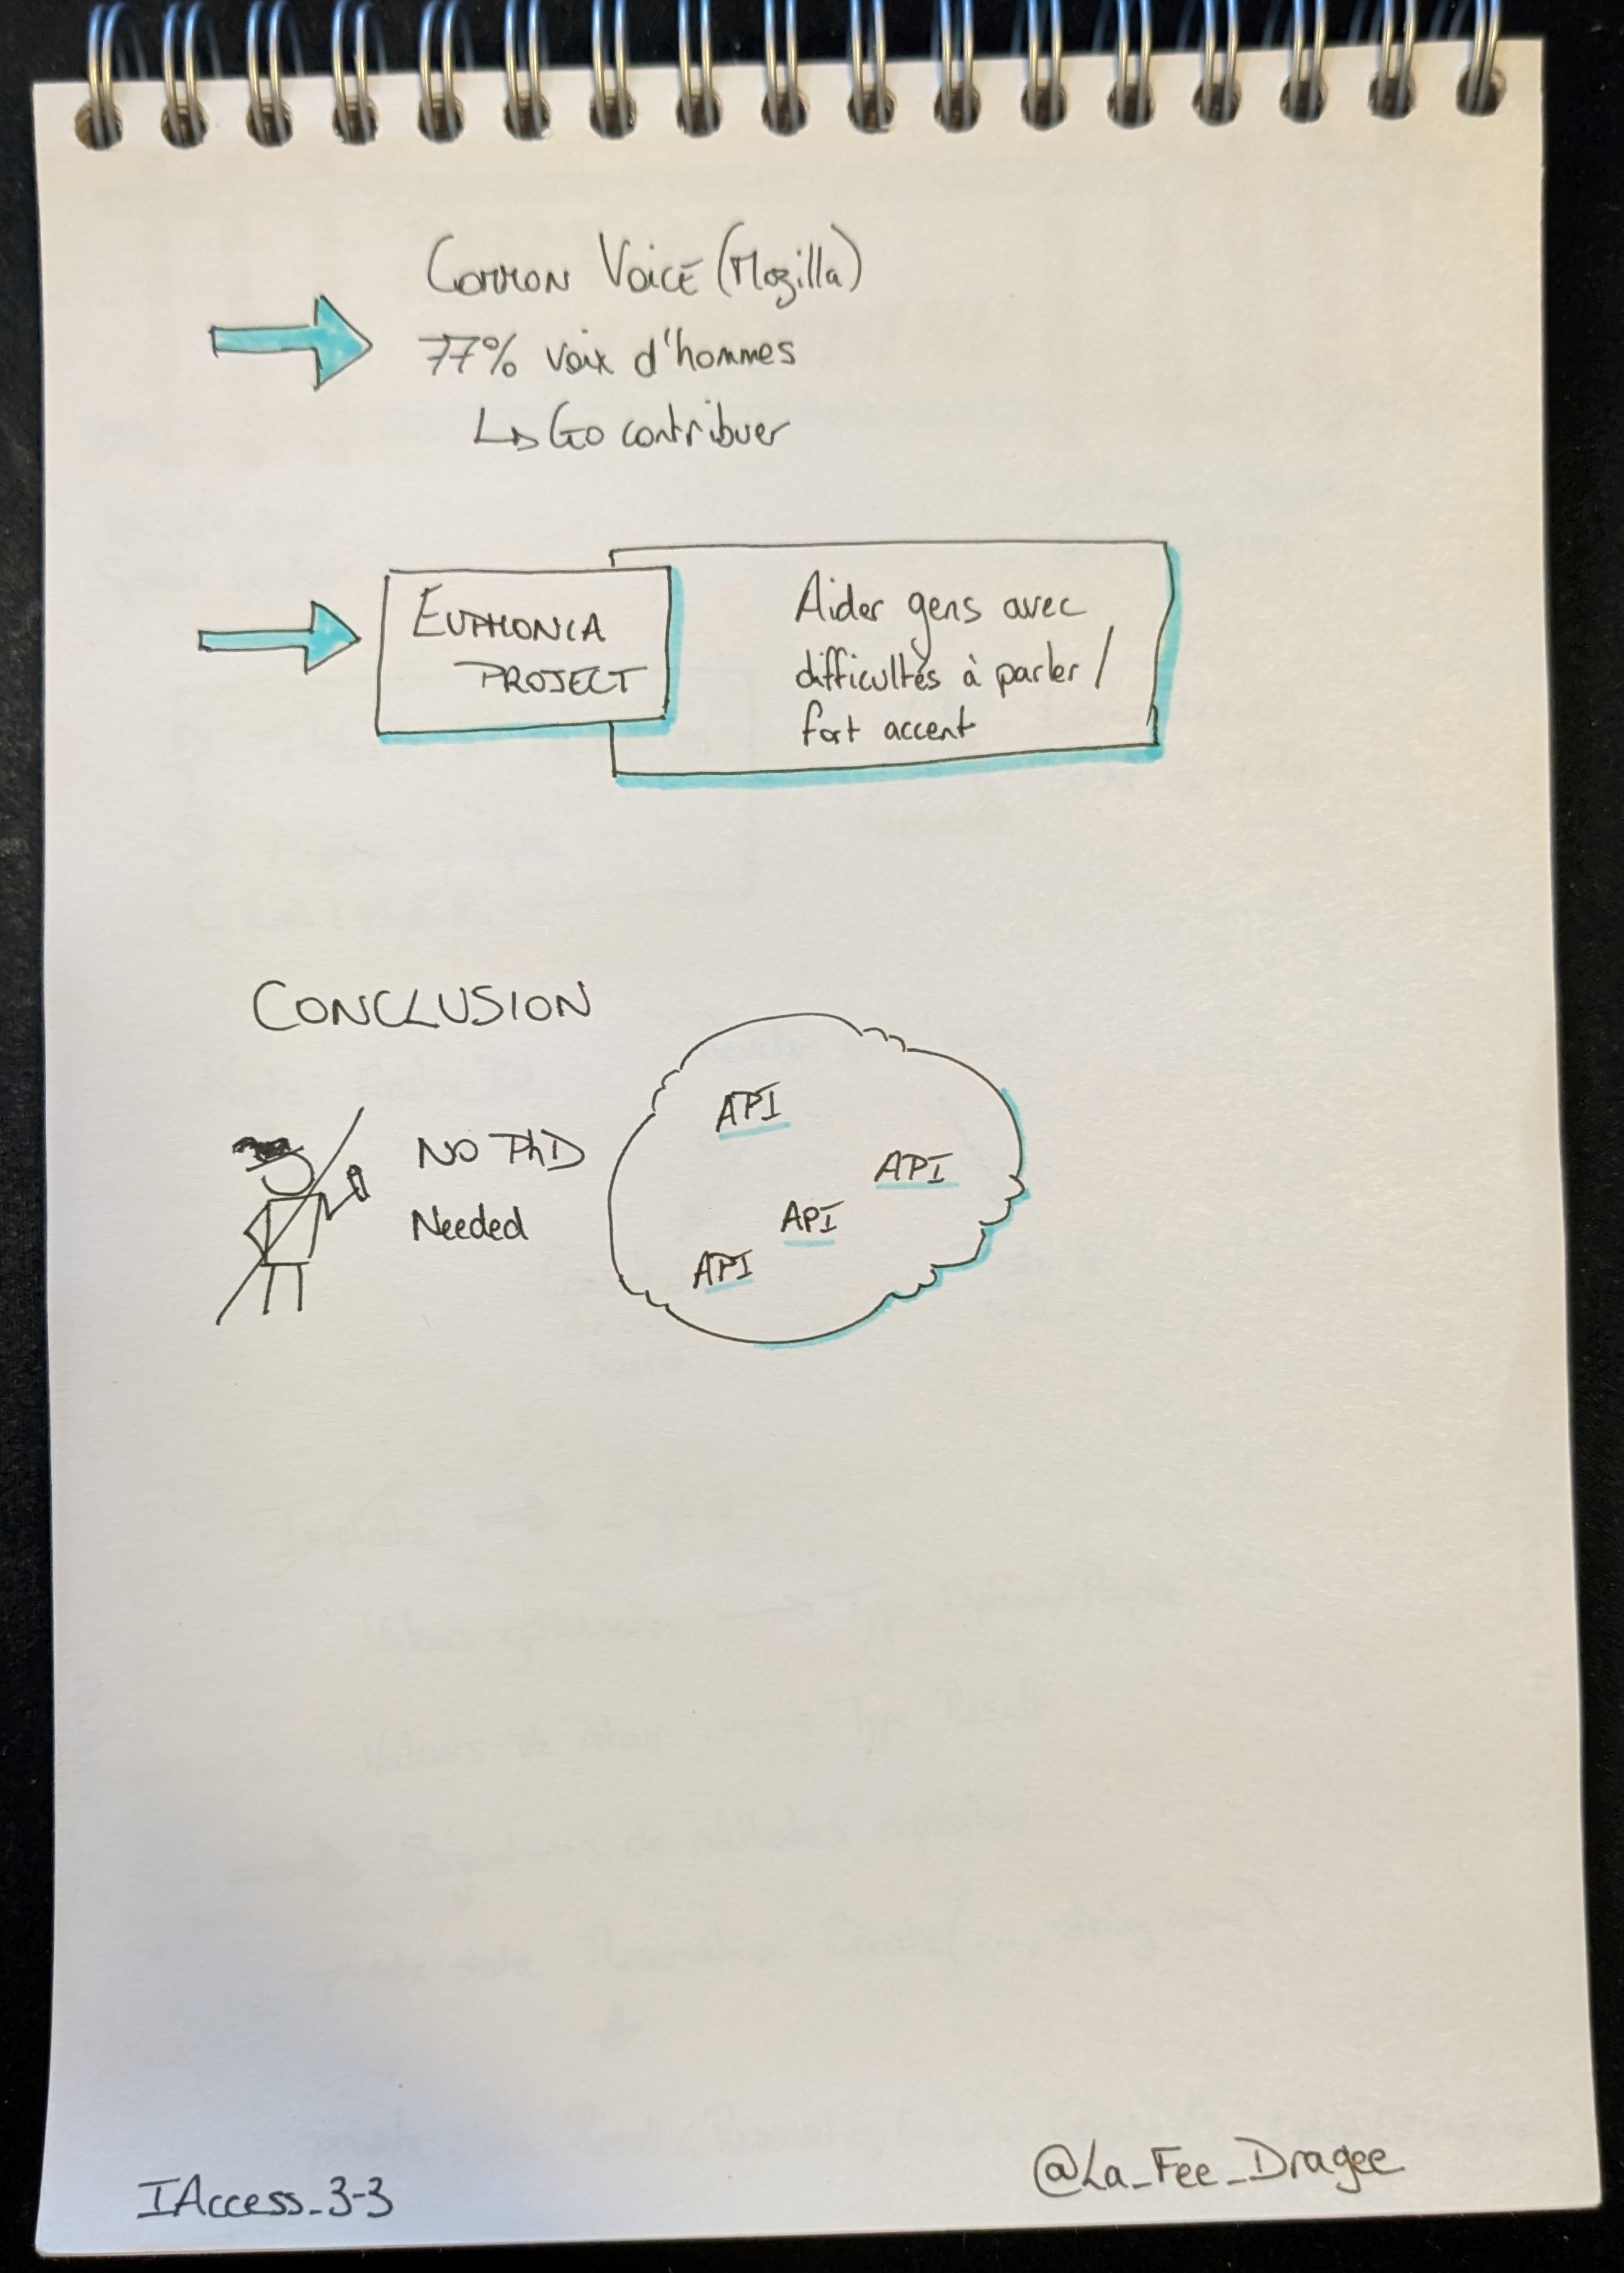 Common Voice (Mozilla)
77% voix d'hommes
↳ Go contribuer
EUPHONIA
PROJECT
Aider gens avec
difficultés à parler /
fort accent
CONCLUSION
NO PhD
Needed
API
API
API
API
IAccess_3-3
@La_Fee_Dragee